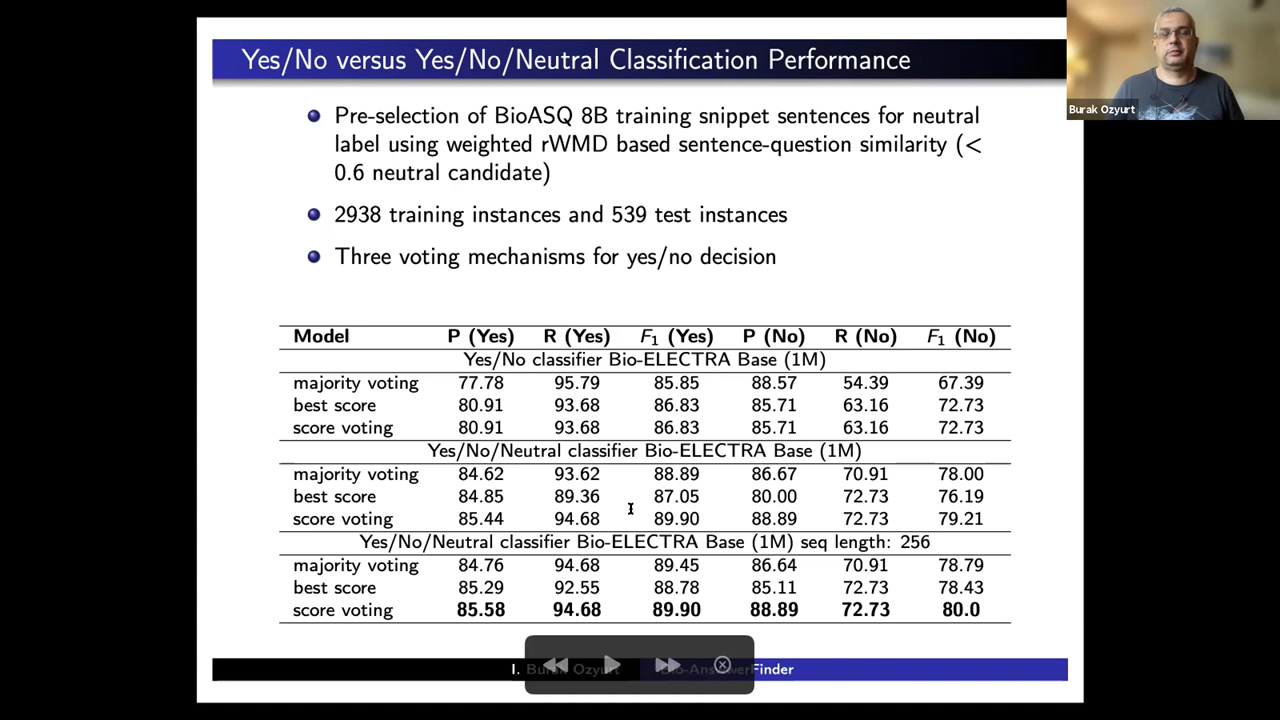 Yes/No versus Yes/No/Neutral Classification Performance
Burak Ozyurt
Pre-selection of BioASQ 8B training snippet sentences for neutral
label using weighted rWMD based sentence-question similarity (<
0.6 neutral candidate)
2938 training instances and 539 test instances
Three voting mechanisms for yes/no decision
Model P (Yes) R (Yes) F1 (Yes) P (No) R (No) F1 (No)
Yes/No classifier Bio-ELECTRA Base (1M)
majority voting 77.78 95.79 85.85 88.57 54.39 67.39
best score 80.91 93.68 86.83 85.71 63.16 72.73
score voting 80.91 93.68 86.83 85.71 63.16 72.73
Yes/No/Neutral classifier Bio-ELECTRA Base (1M)
majority voting 84.62 93.62 88.89 86.67 70.91 78.00
best score 84.85 89.36 87.05 80.00 72.73 76.19
score voting 85.44 94.68 89.90 88.89 72.73 79.21
Yes/No/Neutral classifier Bio-ELECTRA Base (1M) seq length: 256
majority voting 84.76 94.68 89.45 86.64 70.91 78.79
best score 85.29 92.55 88.78 85.11 72.73 78.43
score voting 85.58 94.68 89.90 88.89 72.73 80.0
I. Burak Ozyurt Bio-AnswerFinder